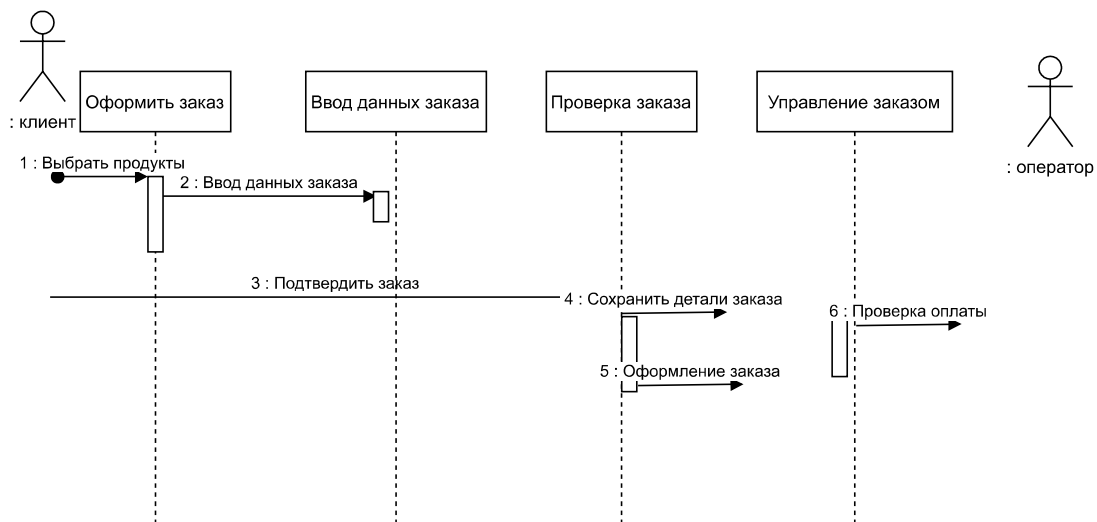 : клиент
Оформить заказ
Ввод данных заказа
Проверка заказа
Управление заказом
: оператор
1 : Выбрать продукты
2 : Ввод данных заказа
3 : Подтвердить заказ
4 : Сохранить детали заказа
6 : Проверка оплаты
5 : Оформление заказа